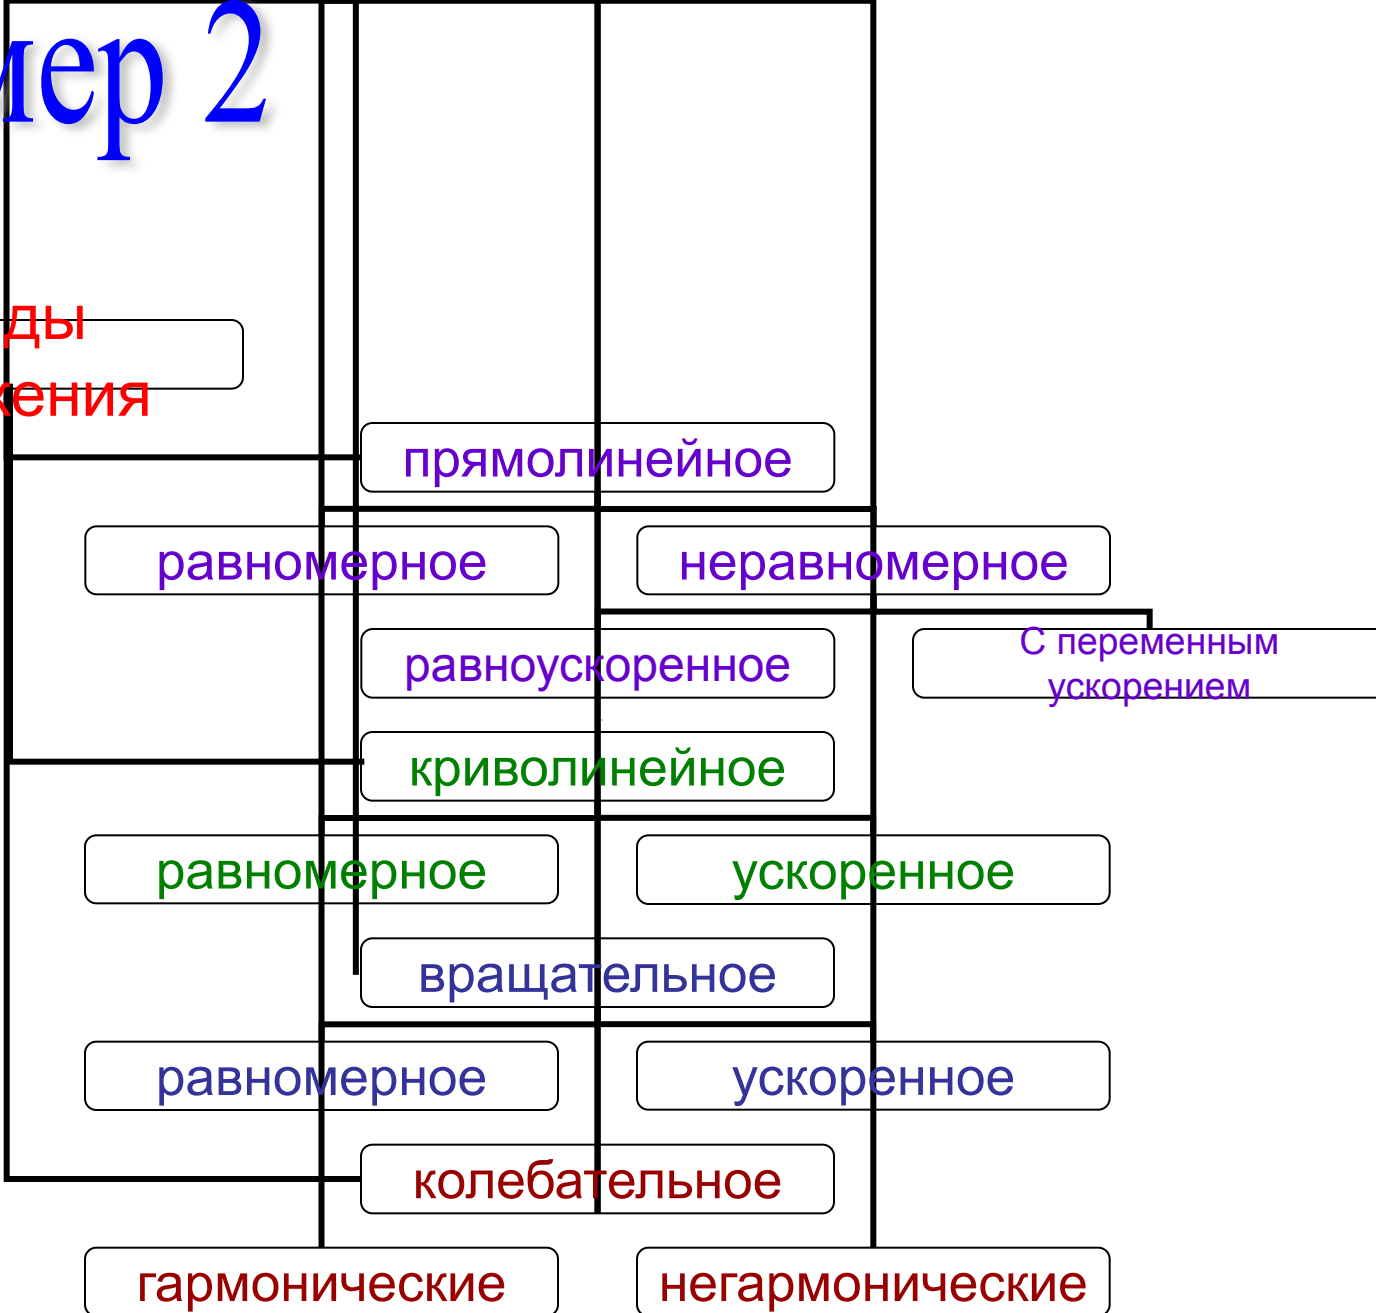 мер 2
ды
жения
прямолинейное
равномерное неравномерное
равноускоренное
С переменным
ускорением
криволинейное
равномерное ускоренное
вращательное
равномерное ускоренное
колебательное
гармонические негармонические